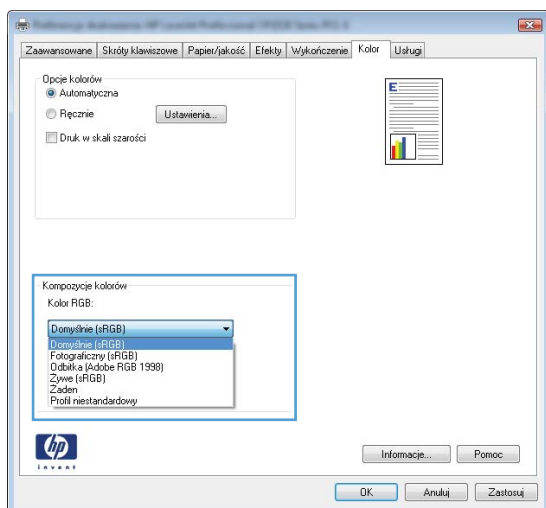 Zaawansowane Skróty klawiszowe Papier/jakość Efekty Wykończenie Kolor Usługi
Opcje kolorów
Automatyczna
Ręcznie Ustawienia...
Druk w skali szarości
E
Kompozycje kolorów
Kolor RGB:
Domyślnie (sRGB)
Domyślnie (sRGB)
Fotograficzny (sRGB)
Odbitka (Adobe RGB 1998)
Żywe (sRGB)
Żaden
Profil niestandardowy
hp
invent
Informacje... Pomoc
OK Anuluj Zastosuj